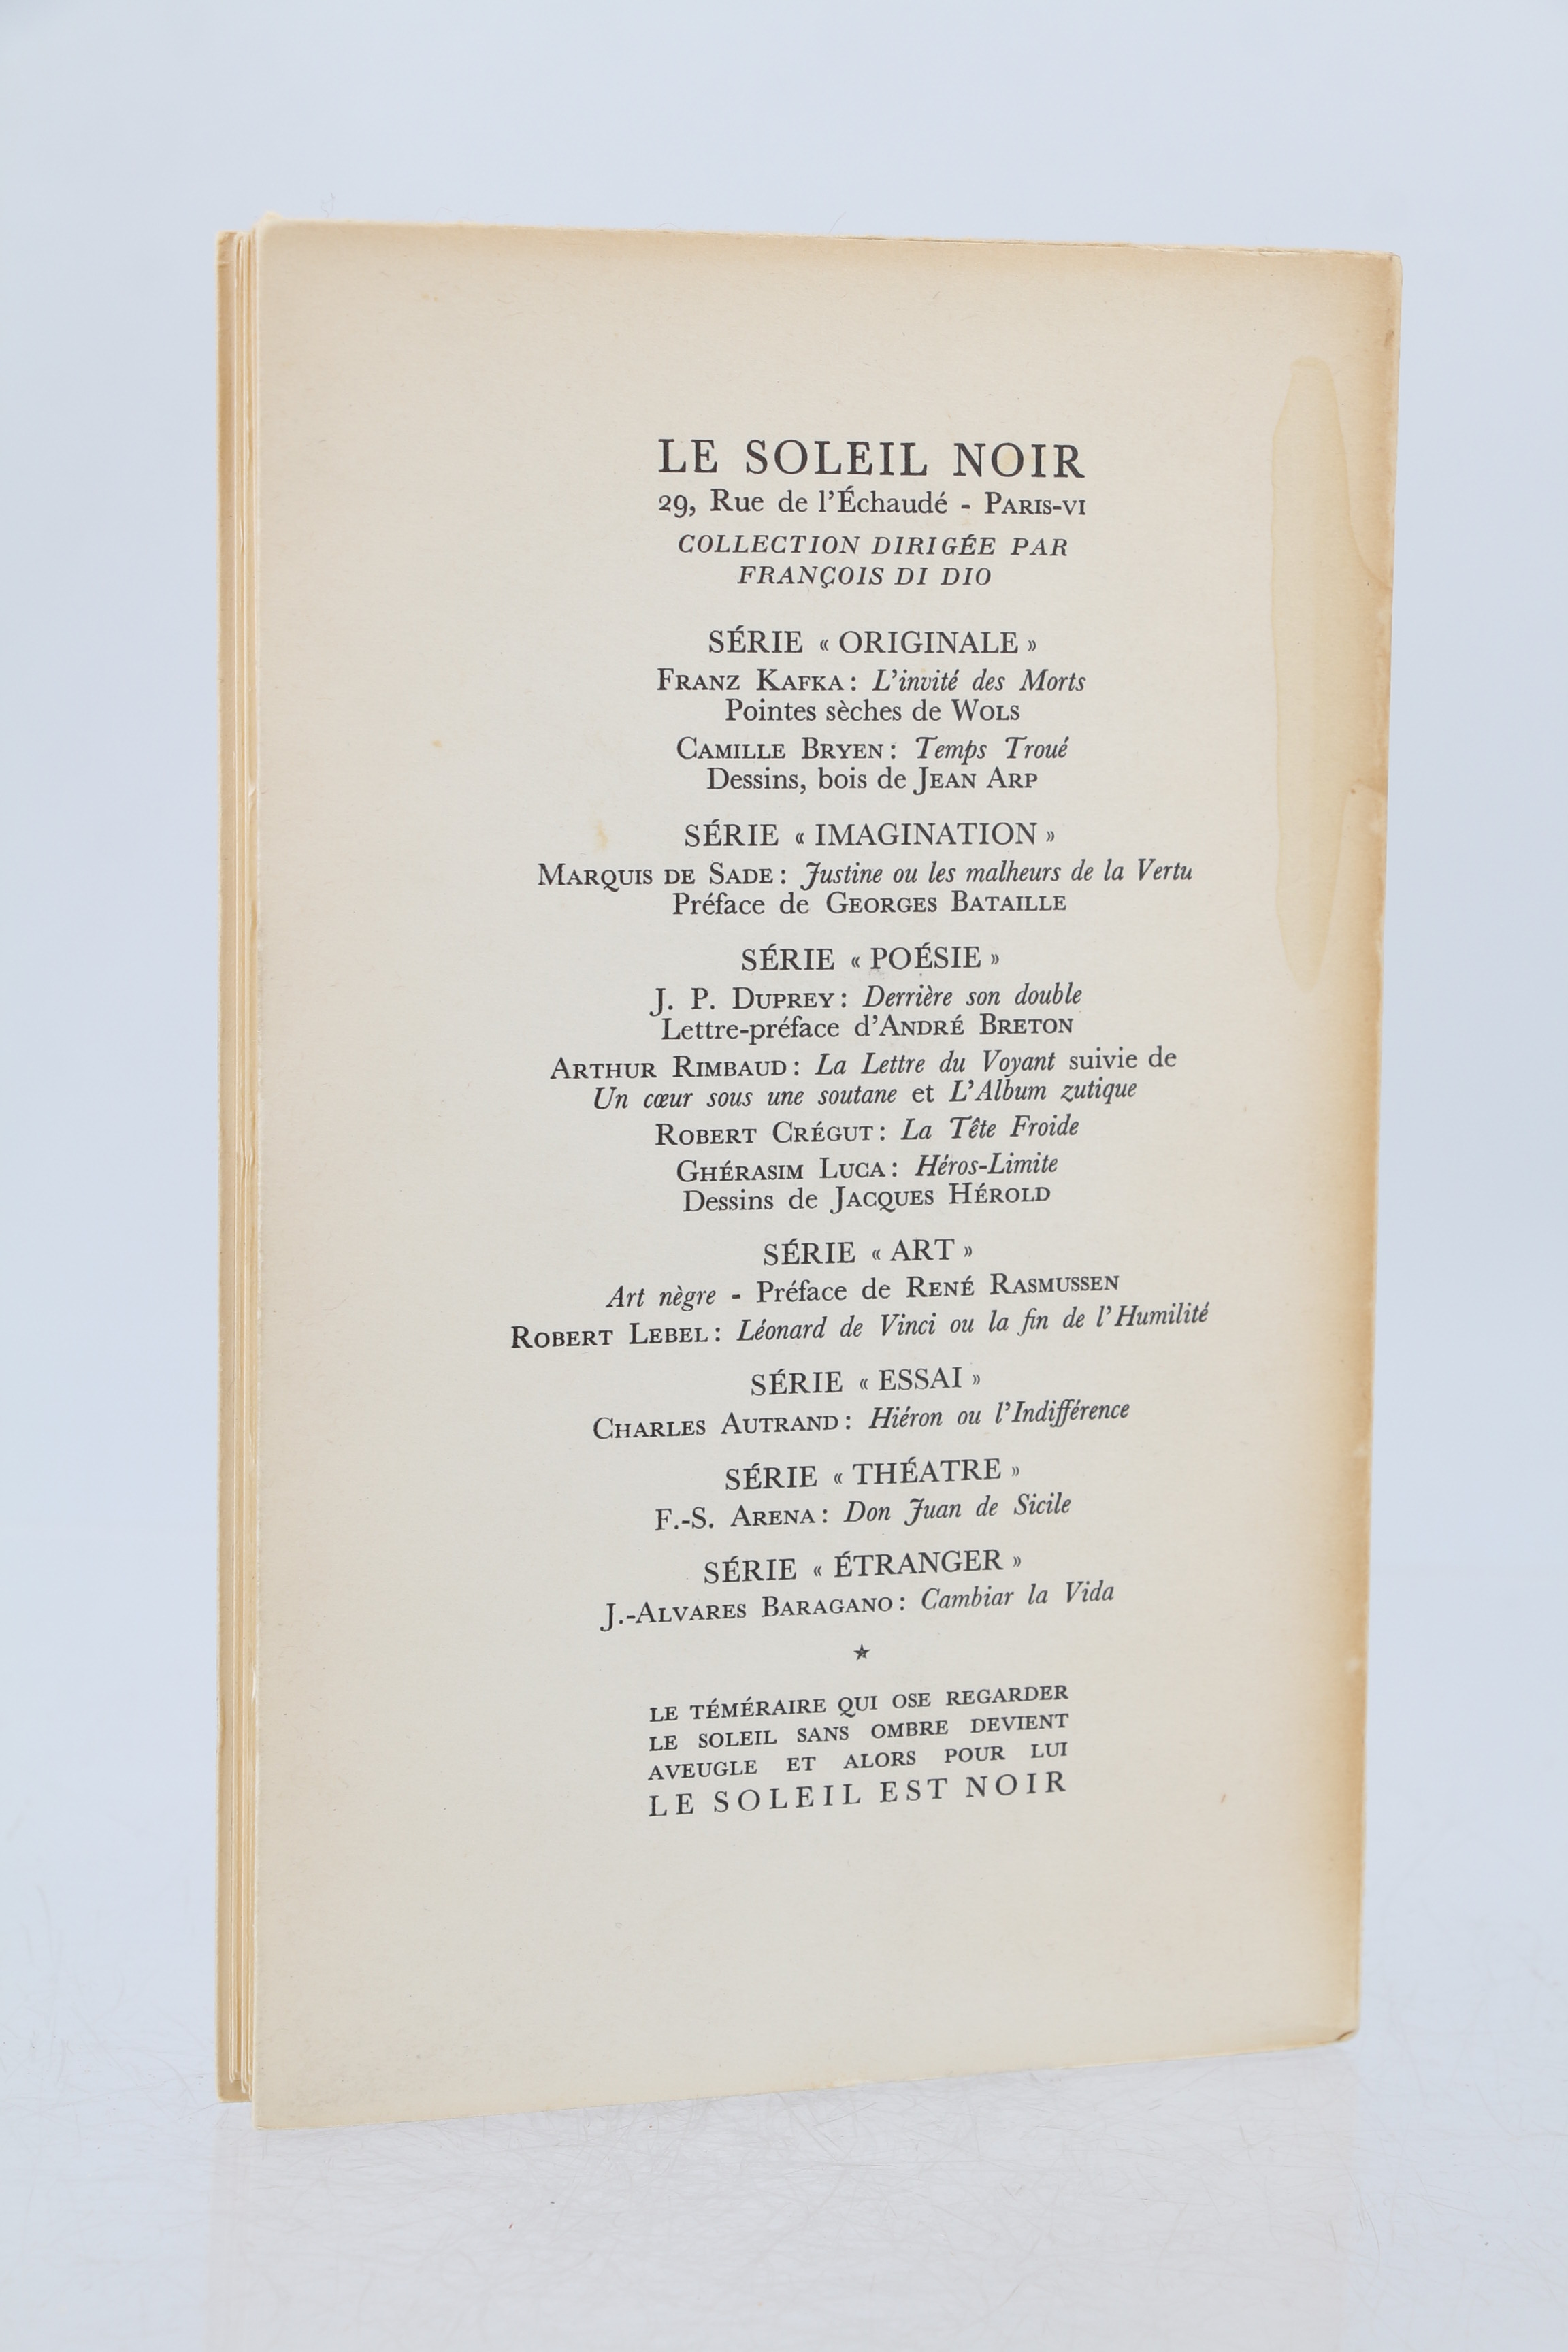 LE SOLEIL NOIR
29, Rue de l'Échaudé - PARIS-VI
COLLECTION DIRIGÉE PAR
FRANÇOIS DI DIO
SÉRIE « ORIGINALE »
FRANZ KAFKA : L'invité des Morts
Pointes sèches de WOLS
CAMILLE BRYEN : Temps Troué
Dessins, bois de JEAN ARP
SÉRIE « IMAGINATION »
MARQUIS DE SADE : Justine ou les malheurs de la Vertu
Préface de GEORGES BATAILLE
SÉRIE « POÉSIE »
J. P. DUPREY : Derrière son double
Lettre-préface d'ANDRÉ BRETON
ARTHUR RIMBAUD : La Lettre du Voyant suivie de
Un cœur sous une soutane et L'Album zutique
ROBERT CRÉGUT : La Tête Froide
GHÉRASIM LUCA : Héros-Limite
Dessins de JACQUES HÉROLD
SÉRIE « ART »
Art nègre - Préface de RENÉ RASMUSSEN
ROBERT LEBEL : Léonard de Vinci ou la fin de l'Humilité
SÉRIE « ESSAI »
CHARLES AUTRAND : Hiéron ou l'Indifférence
SÉRIE « THÉATRE »
F.-S. ARENA : Don Juan de Sicile
SÉRIE « ÉTRANGER »
J.-ALVARES BARAGANO : Cambiar la Vida
★
LE TÉMÉRAIRE QUI OSE REGARDER
LE SOLEIL SANS OMBRE DEVIENT
AVEUGLE ET ALORS POUR LUI
LE SOLEIL EST NOIR